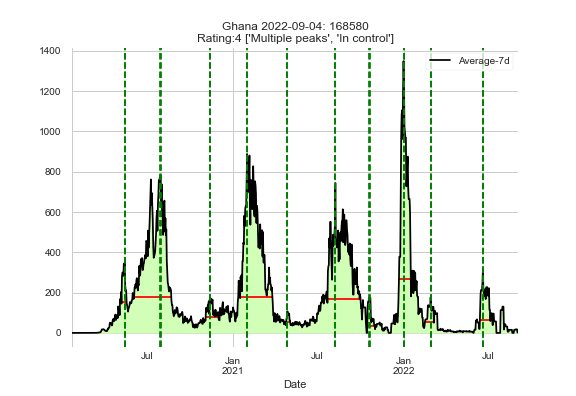 Ghana 2022-09-04: 168580
Rating:4 ['Multiple peaks', 'In control']
1400
Average-7d
1200
1000
800
600
400
200
0
Jul
Jan
2021
Jul
Jan
2022
Jul
Date